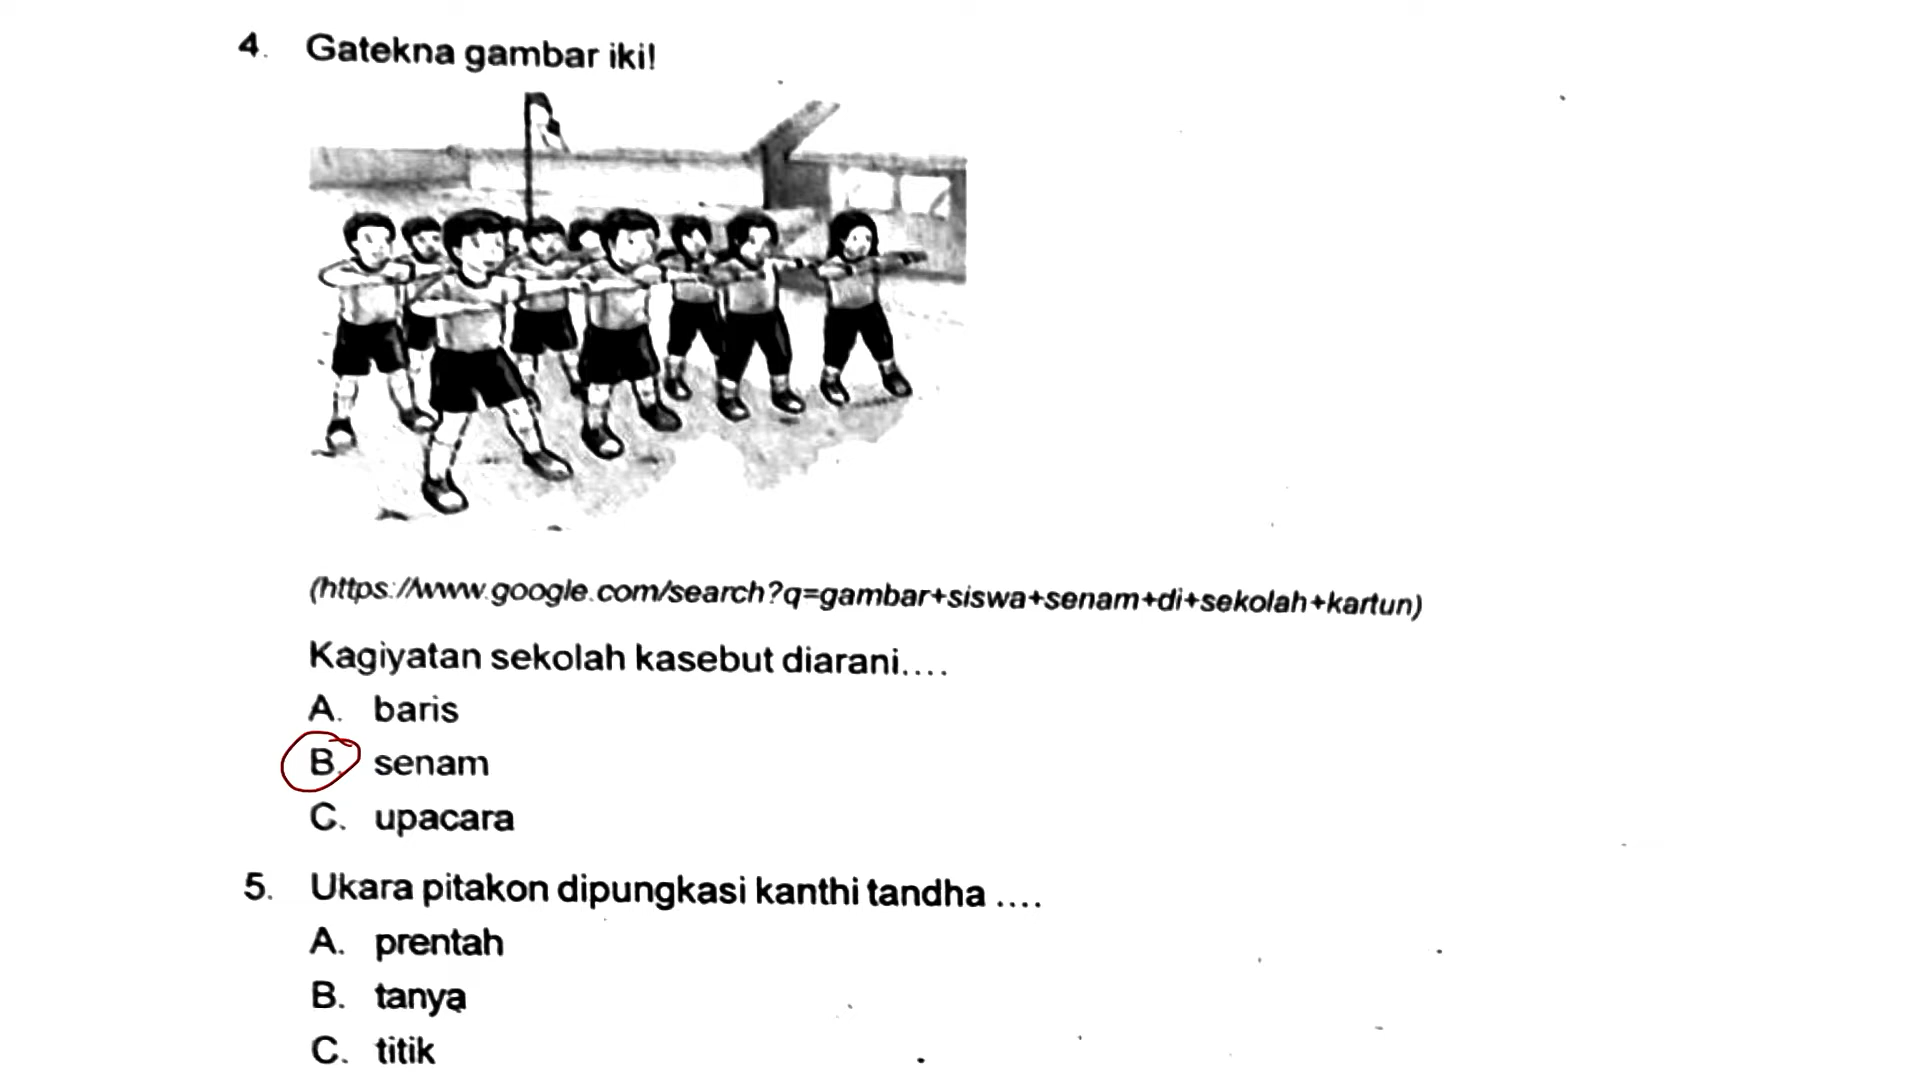 4. Gatekna gambar iki!
(https://www.google.com/search?q=gambar+siswa+senam+di+sekolah+kartun)
Kagiyatan sekolah kasebut diarani....
A. baris
B. senam
C. upacara
5. Ukara pitakon dipungkasi kanthi tandha ....
A. prentah
B. tanya
C. titik